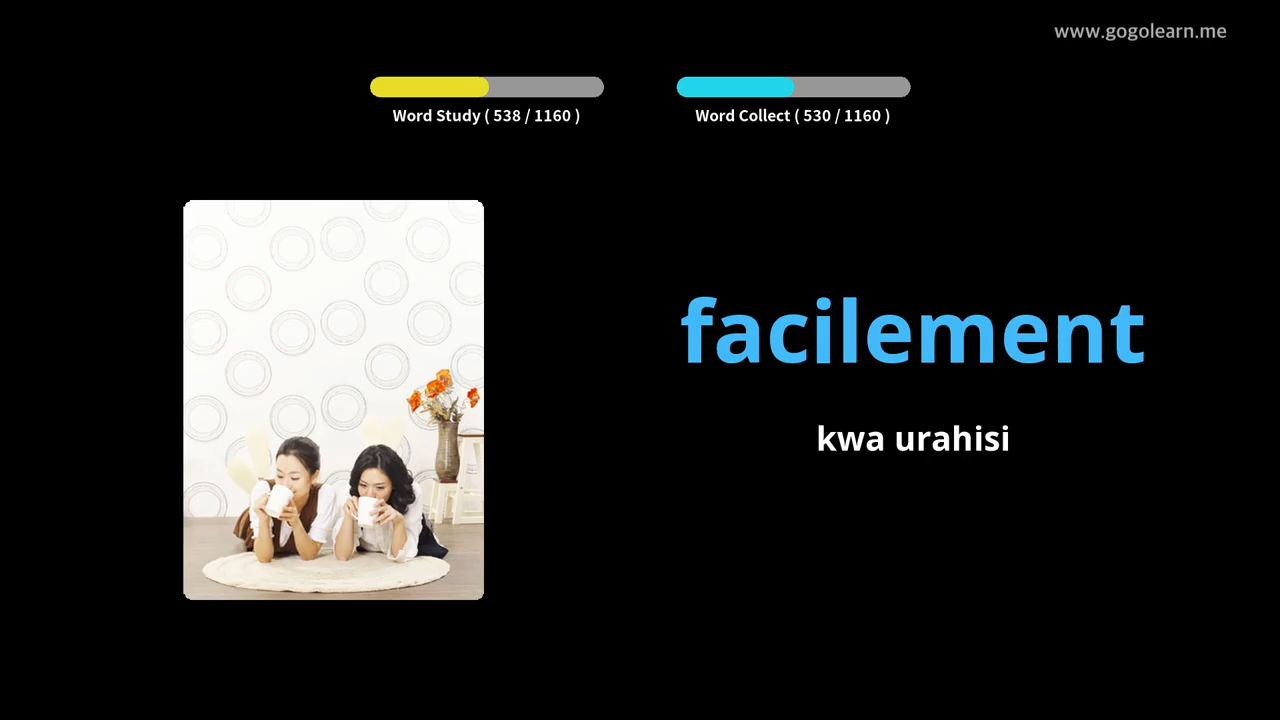 www.gogolearn.me
Word Study ( 538 / 1160 )
Word Collect ( 530 / 1160 )
facilement
kwa urahisi